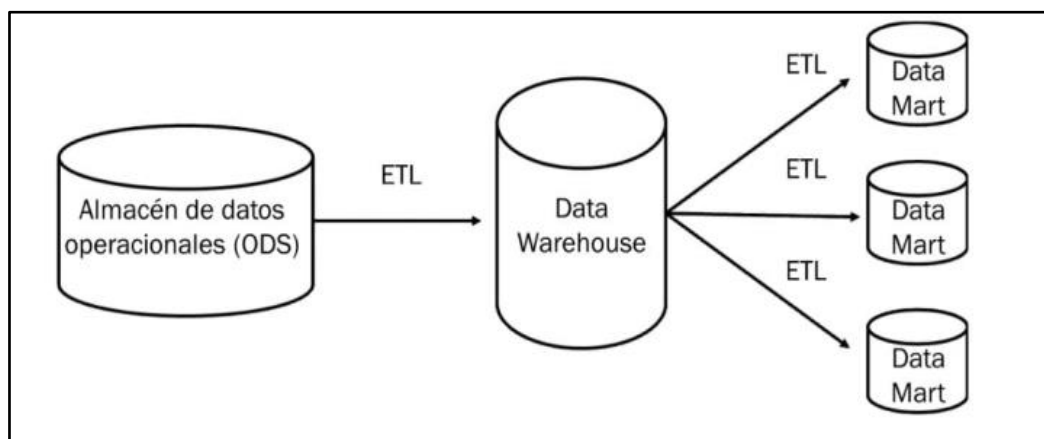 Almacén de datos
operacionales (ODS)
ETL
Data
Warehouse
ETL
Data
Mart
ETL
Data
Mart
ETL
Data
Mart